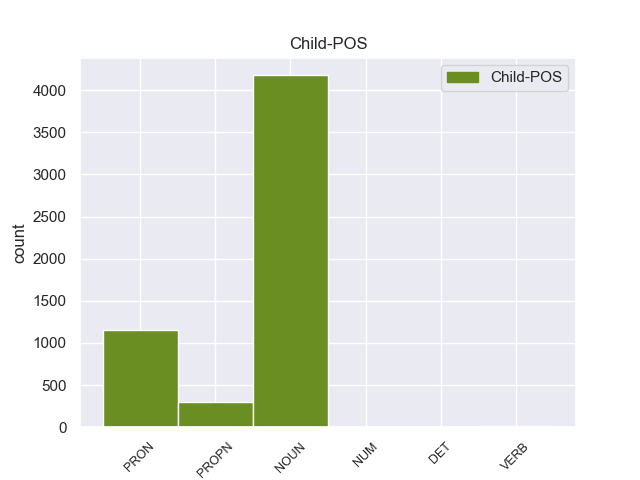 Child-POS
Child-POS
count
4000
3500
3000
2500
2000
1500
1000
500
0
PRON
PROPN
NOUN
NUM
DET
VERB